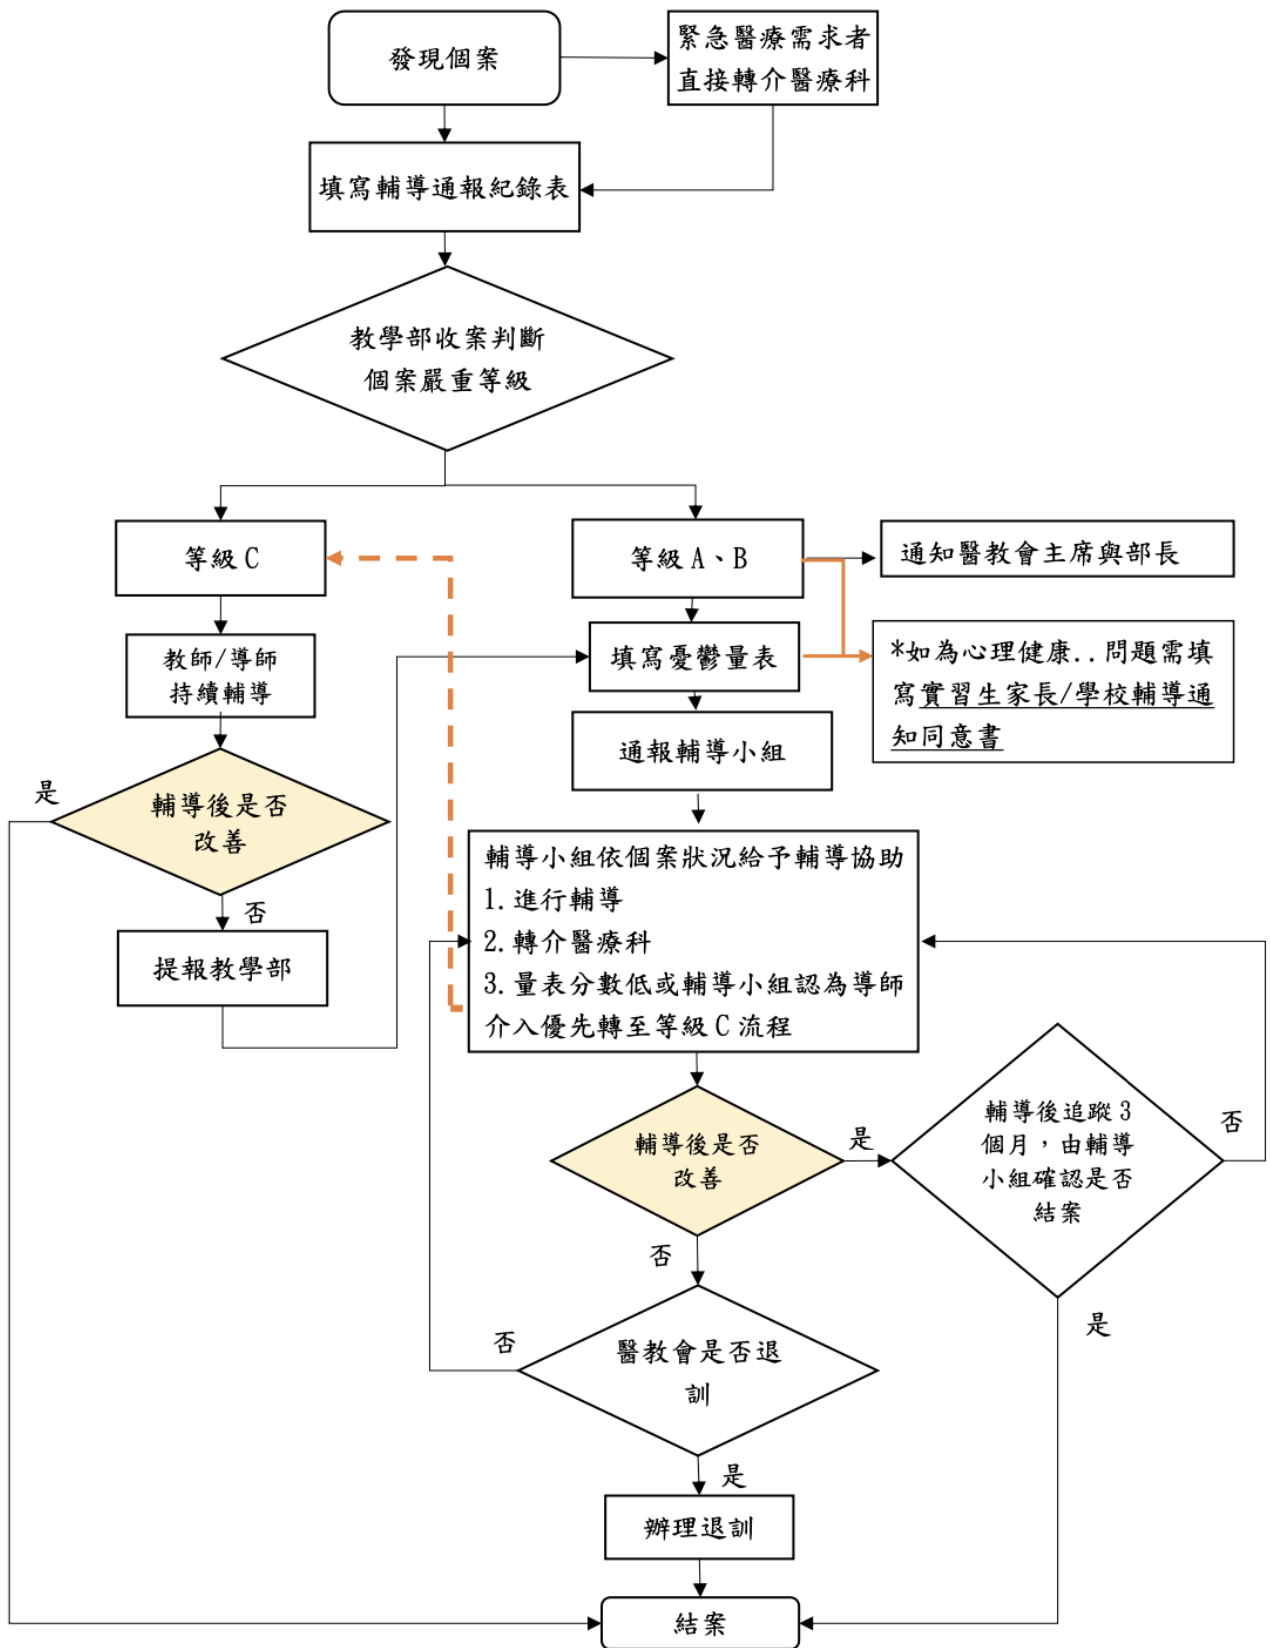 發現個案
緊急醫療需求者
直接轉介醫療科
填寫輔導通報紀錄表
教學部收案判斷
個案嚴重等級
等級 C
等級 A、B
通知醫教會主席與部長
教師/導師
持續輔導
填寫憂鬱量表
*如為心理健康..問題需填
寫實習生家長/學校輔導通
知同意書
通報輔導小組
是
輔導後是否
改善
否
提報教學部
輔導小組依個案狀況給予輔導協助
1.進行輔導
2.轉介醫療科
3.量表分數低或輔導小組認為導師
介入優先轉至等級 C 流程
輔導後是否
改善
是
輔導後追蹤 3
個月，由輔導
小組確認是否
結案
否
否
是
否
醫教會是否退
訓
是
辦理退訓
結案